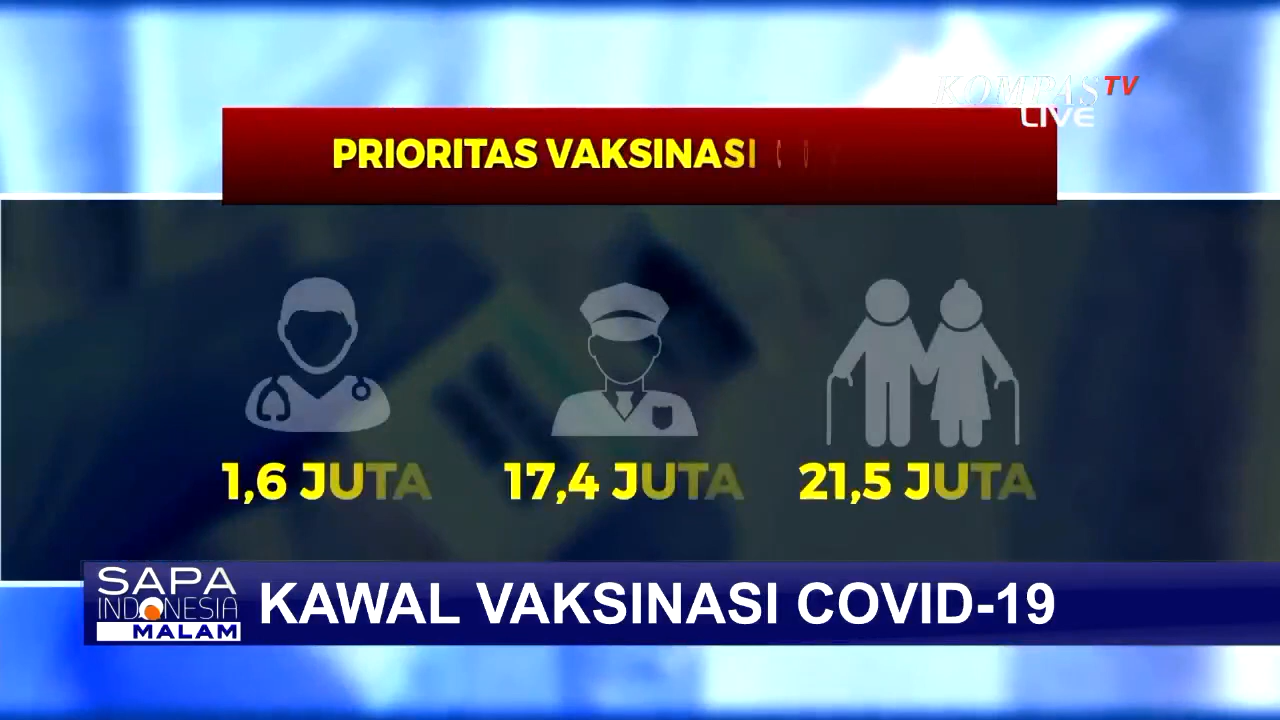 KOMPAS TV
LIVE
PRIORITAS VAKSINASI
1,6 JUTA
17,4 JUTA
21,5 JUTA
SAPA
INDONESIA
MALAM
KAWAL VAKSINASI COVID-19